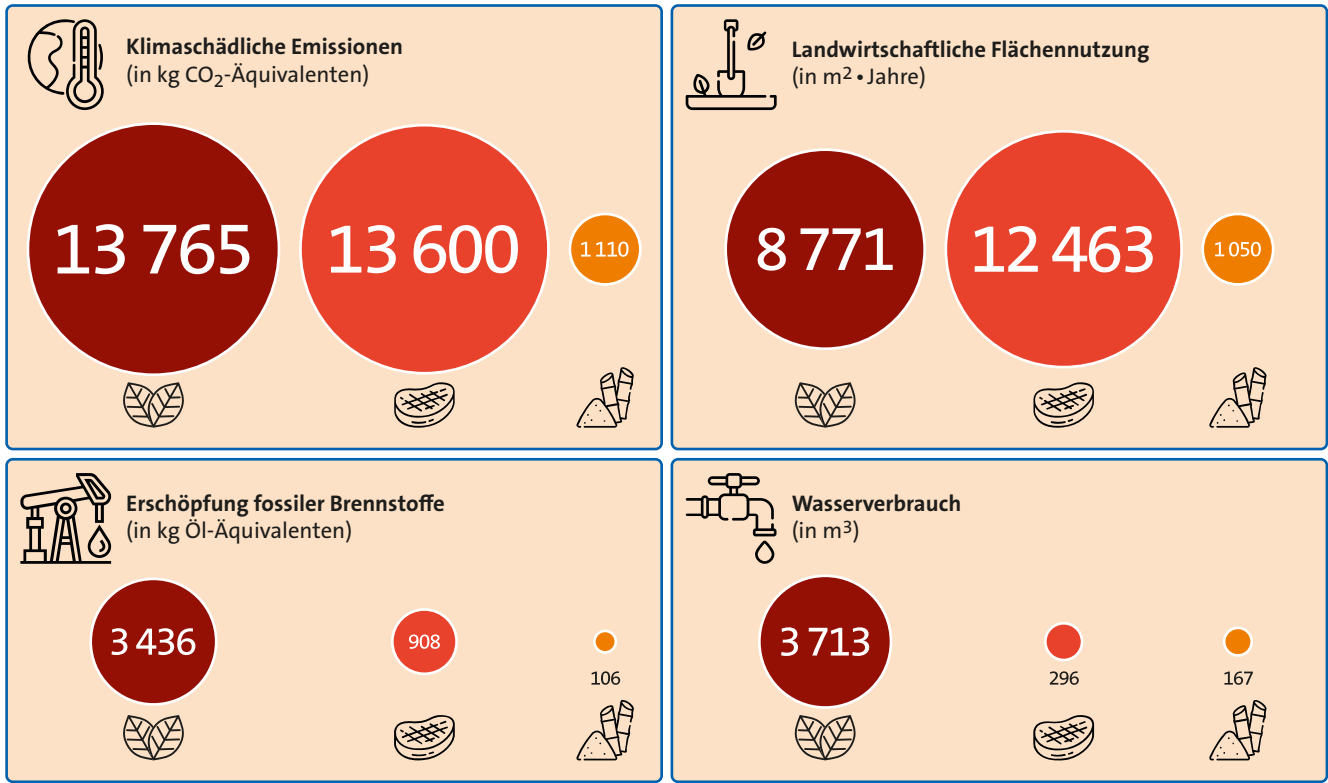 Klimaschädliche Emissionen
(in kg CO2-Äquivalenten)
13 765
13 600
1 110
Landwirtschaftliche Flächennutzung
(in m2 • Jahre)
8 771
12 463
1 050
Erschöpfung fossiler Brennstoffe
(in kg Öl-Äquivalenten)
3 436
908
106
Wasserverbrauch
(in m3)
3 713
296
167